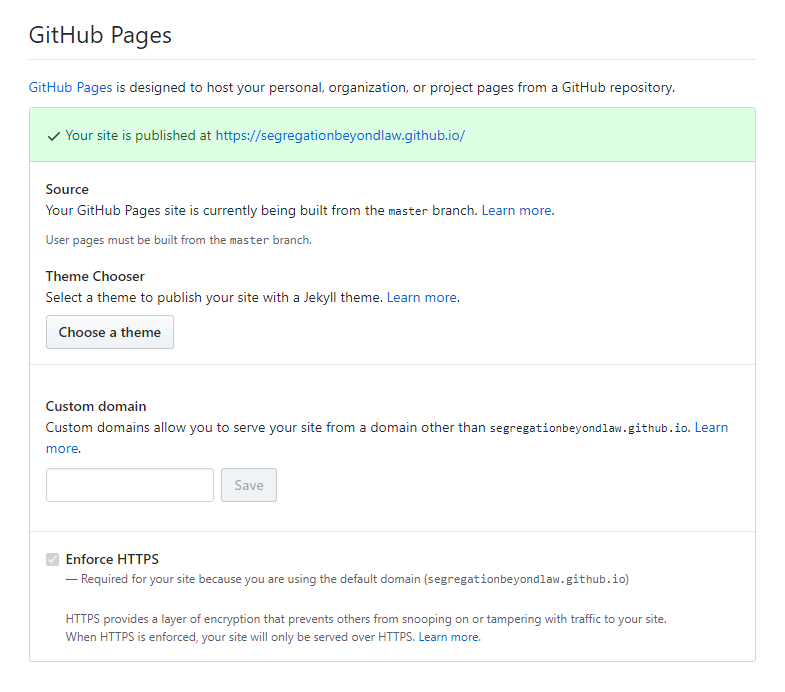 GitHub Pages
GitHub Pages is designed to host your personal, organization, or project pages from a GitHub repository.
Your site is published at https://segregationbeyondlaw.github.io/
Source
Your GitHub Pages site is currently being built from the master branch. Learn more.
User pages must be built from the master branch.
Theme Chooser
Select a theme to publish your site with a Jekyll theme. Learn more.
Choose a theme
Custom domain
Custom domains allow you to serve your site from a domain other than segregationbeyondlaw.github.io. Learn
more.
Save
Enforce HTTPS
— Required for your site because you are using the default domain (segregationbeyondlaw.github.io)
HTTPS provides a layer of encryption that prevents others from snooping on or tampering with traffic to your site.
When HTTPS is enforced, your site will only be served over HTTPS. Learn more.